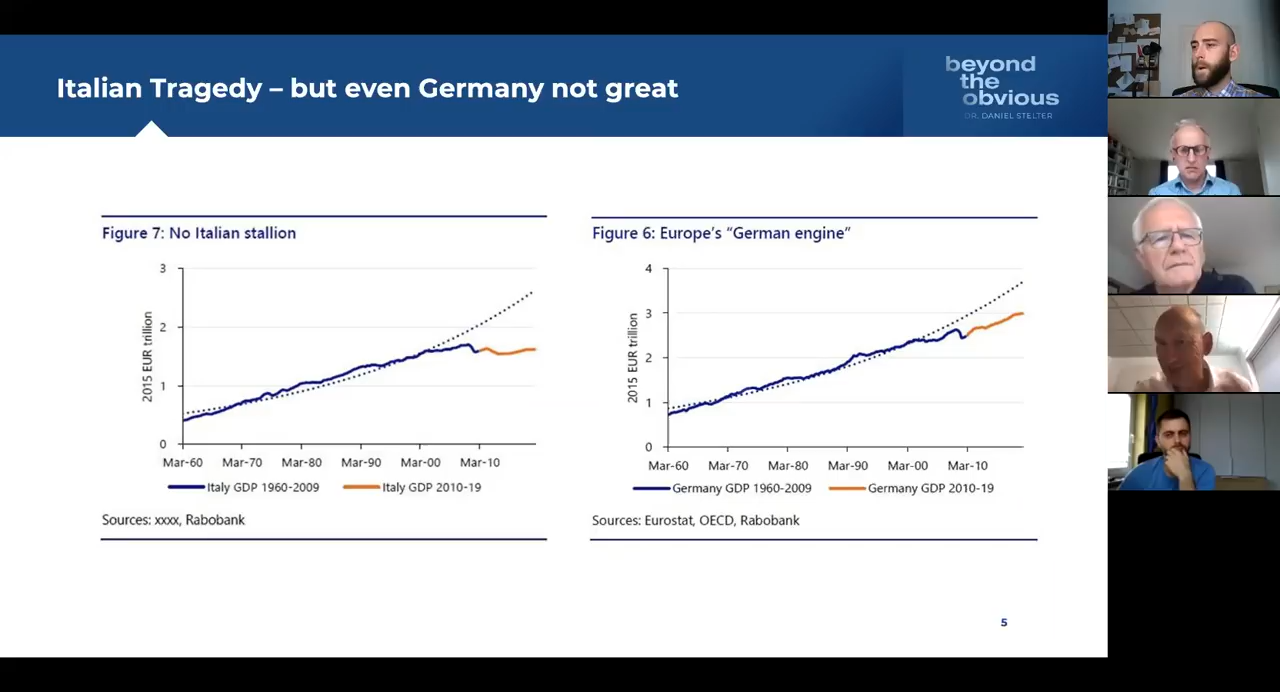 Italian Tragedy – but even Germany not great
beyond
the
obvious
DR. DANIEL STELTER
Figure 7: No Italian stallion
3
2
1
0
2015 EUR trillion
Mar-60 Mar-70 Mar-80 Mar-90 Mar-00 Mar-10
Italy GDP 1960-2009 Italy GDP 2010-19
Sources: xxxx, Rabobank
Figure 6: Europe’s “German engine”
4
3
2
1
0
2015 EUR trillion
Mar-60 Mar-70 Mar-80 Mar-90 Mar-00 Mar-10
Germany GDP 1960-2009 Germany GDP 2010-19
Sources: Eurostat, OECD, Rabobank
5